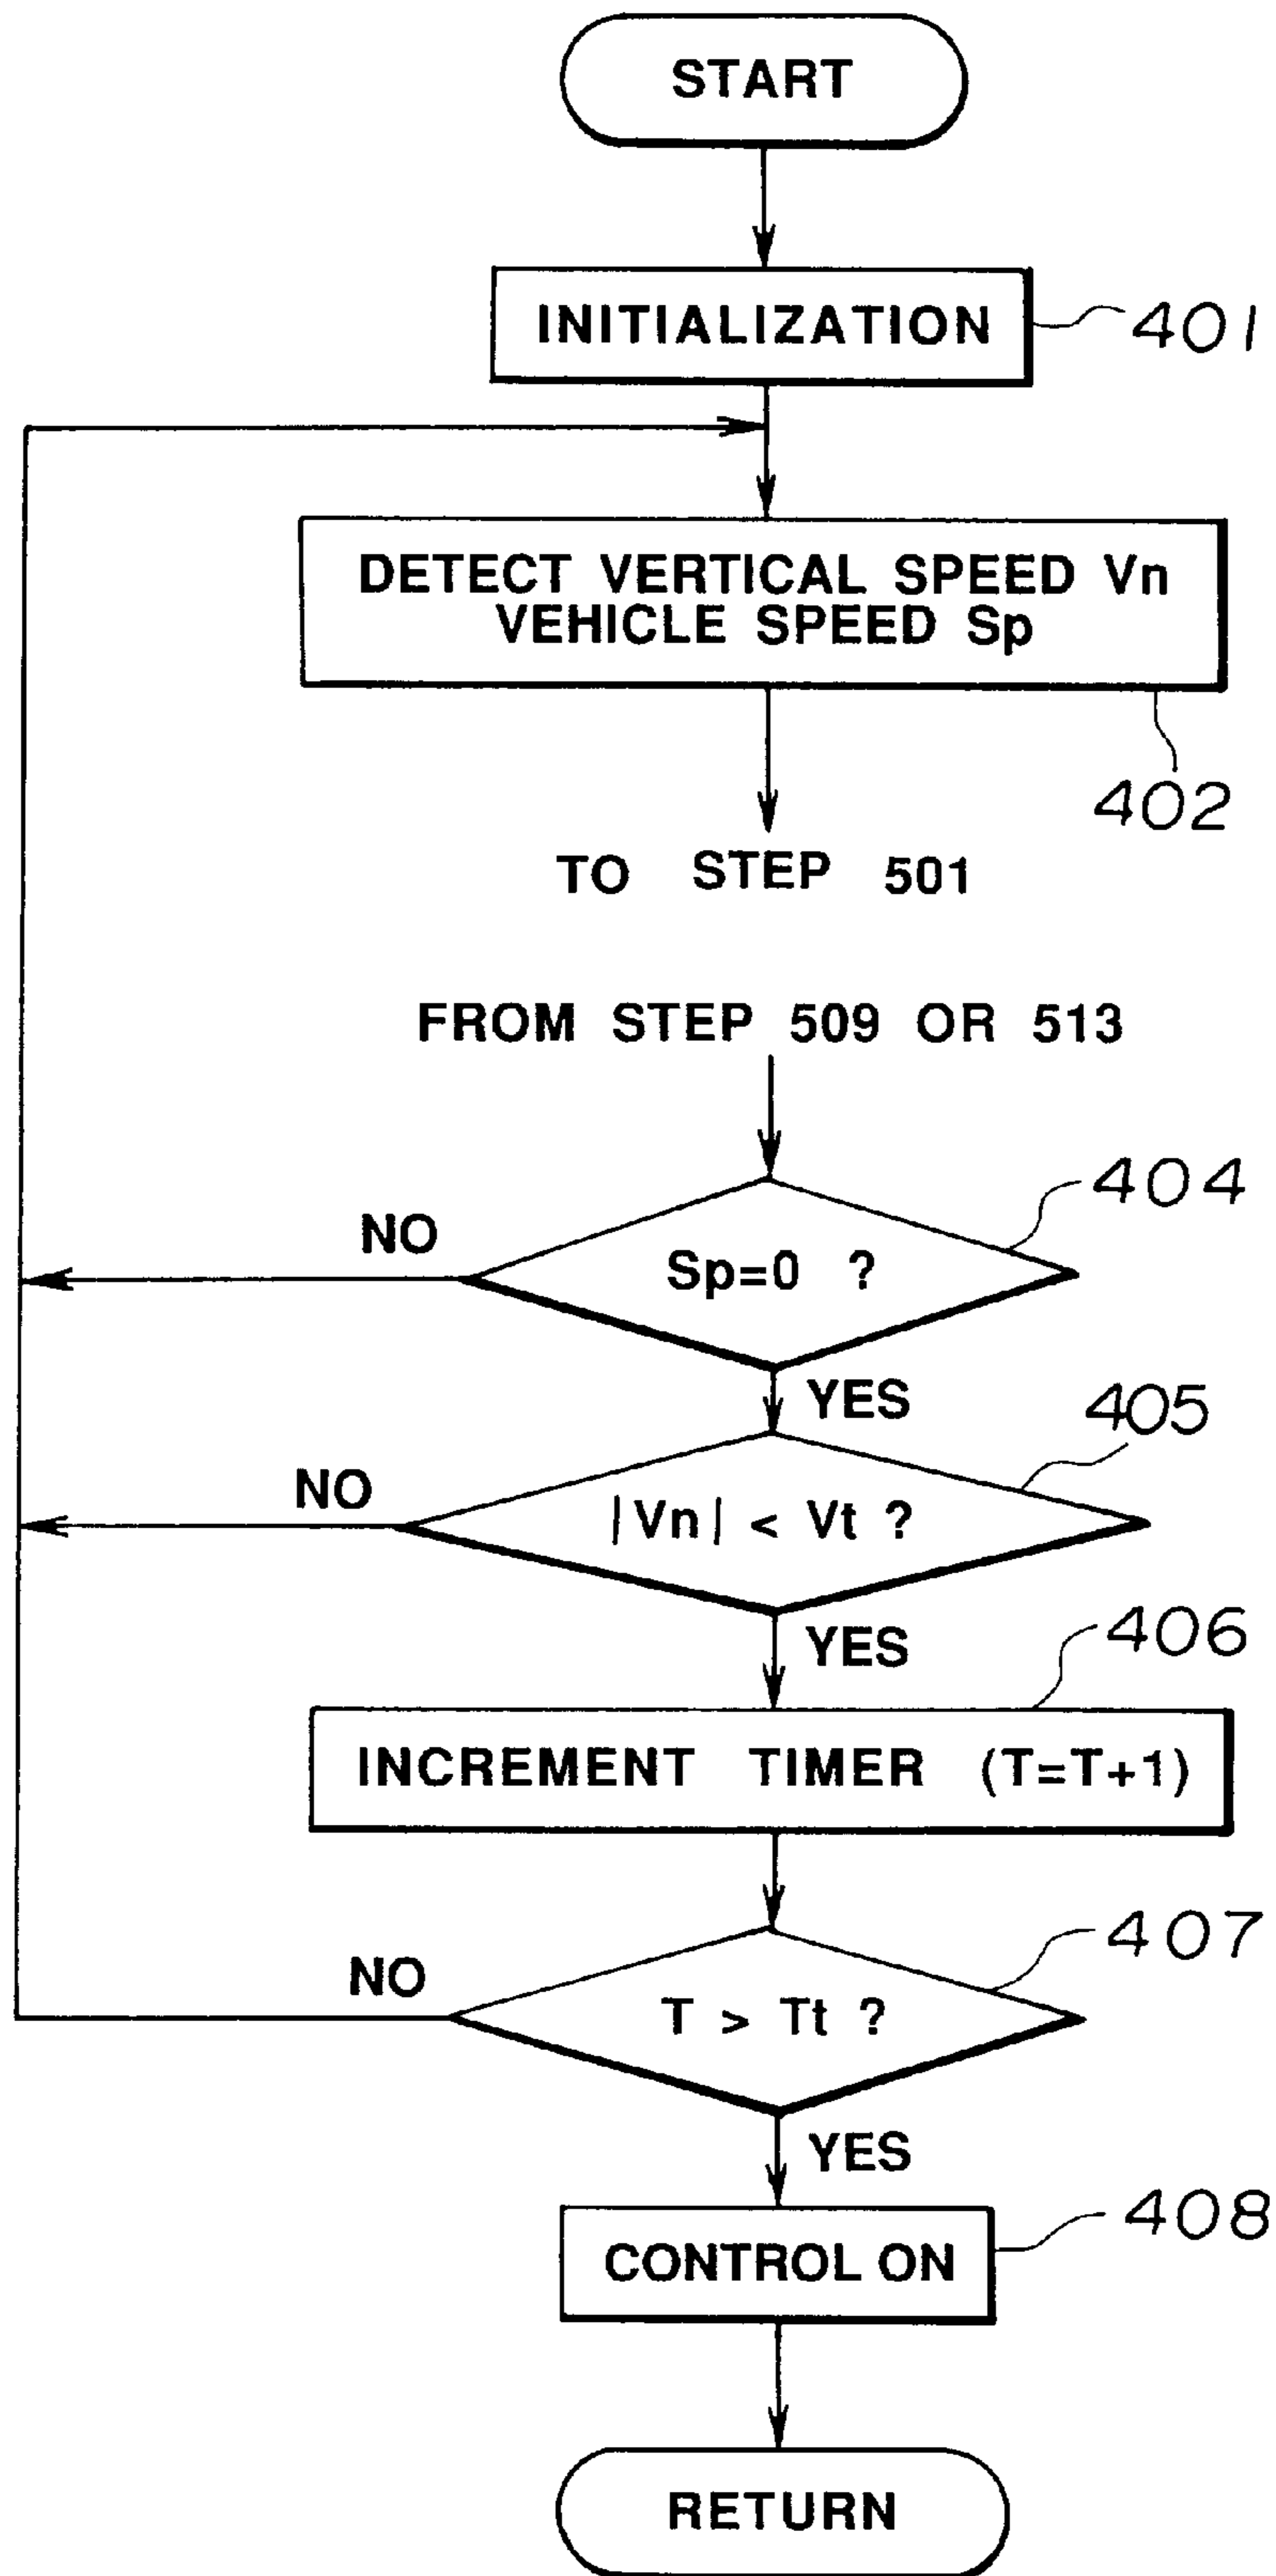 START
INITIALIZATION
401
DETECT VERTICAL SPEED Vn
VEHICLE SPEED Sp
402
TO STEP 501
FROM STEP 509 OR 513
404
NO
Sp=0 ?
YES
405
NO
|Vn| < Vt ?
YES
406
INCREMENT TIMER (T=T+1)
407
NO
T > Tt ?
YES
408
CONTROL ON
RETURN